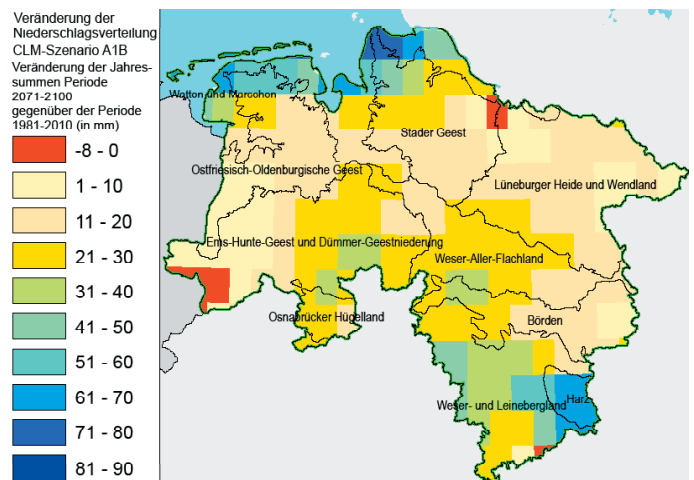 Veränderung der
Niederschlagsverteilung
CLM-Szenario A1B
Veränderung der Jahres-
summen Periode
2071-2100
gegenüber der Periode
1981-2010 (in mm)
-8 - 0
1 - 10
11 - 20
21 - 30
31 - 40
41 - 50
51 - 60
61 - 70
71 - 80
81 - 90
Watten und Marschen
Stader Geest
Ostfriesisch-Oldenburgische Geest
Lüneburger Heide und Wendland
Ems-Hunte-Geest und Dümmer-Geestniederung
Weser-Aller-Flachland
Osnabrücker Hügelland
Börden
Weser- und Leinebergland
Harz